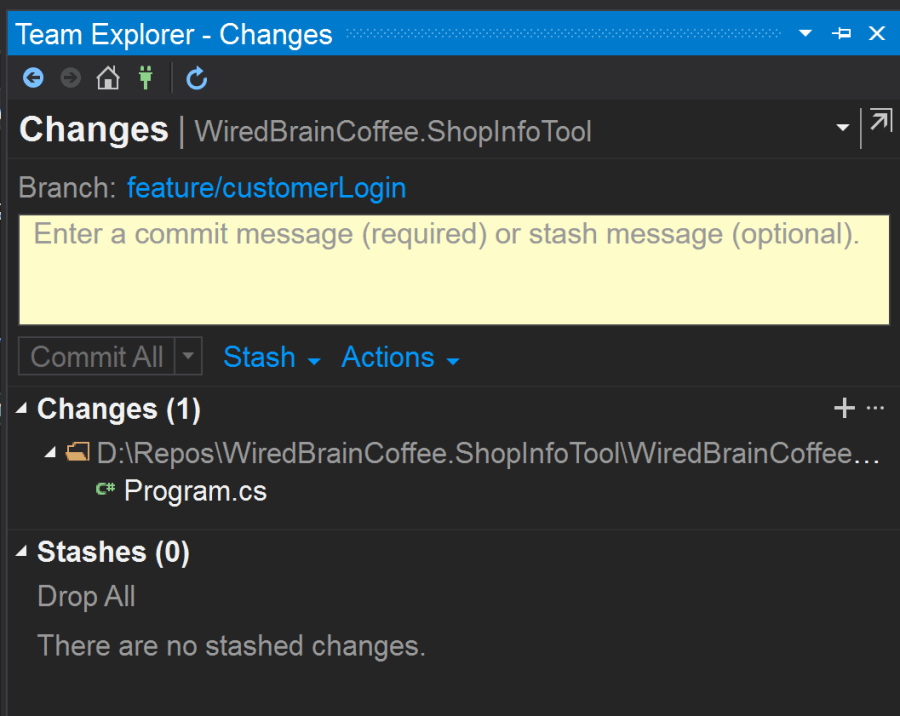 Team Explorer - Changes
Changes | WiredBrainCoffee.ShopInfoTool
Branch: feature/customerLogin
Enter a commit message (required) or stash message (optional).
Commit All Stash Actions
Changes (1)
D:\Repos\WiredBrainCoffee.ShopInfoTool\WiredBrainCoffee...
C# Program.cs
Stashes (0)
Drop All
There are no stashed changes.